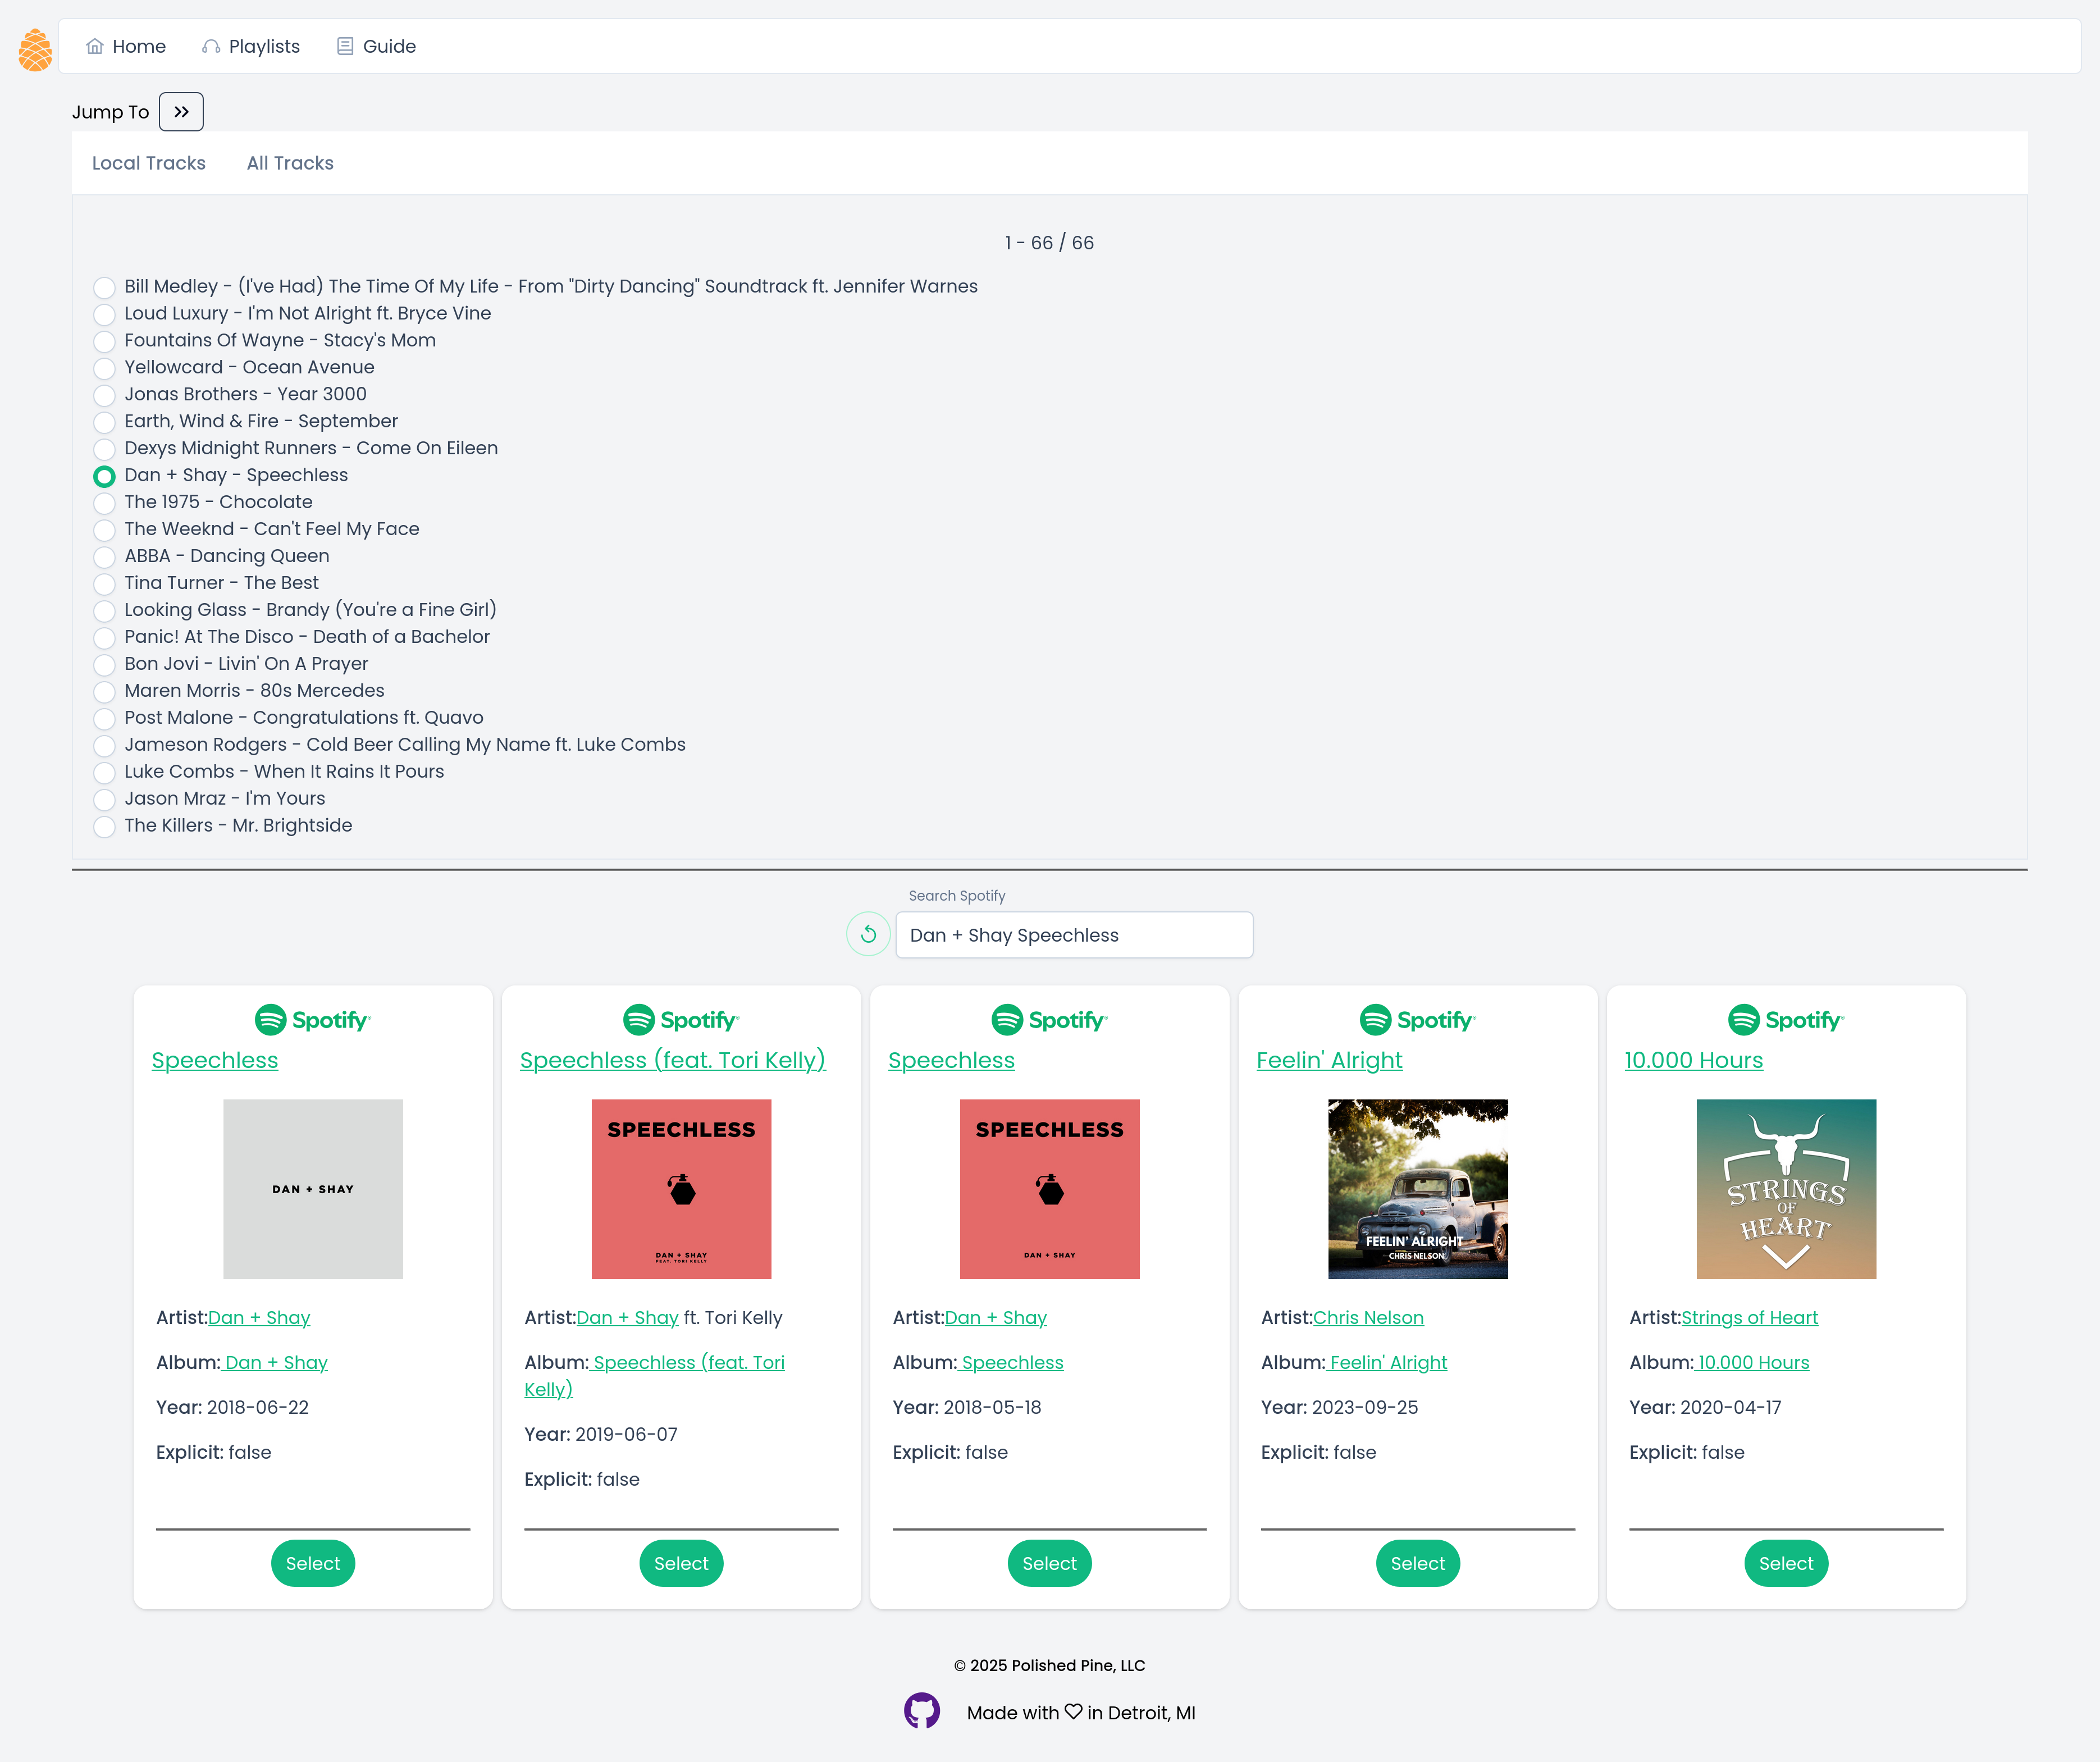 Home Playlists Guide
Jump To
Local Tracks All Tracks
1 - 66 / 66
Bill Medley - (I've Had) The Time Of My Life - From "Dirty Dancing" Soundtrack ft. Jennifer Warnes
Loud Luxury - I'm Not Alright ft. Bryce Vine
Fountains Of Wayne - Stacy's Mom
Yellowcard - Ocean Avenue
Jonas Brothers - Year 3000
Earth, Wind & Fire - September
Dexys Midnight Runners - Come On Eileen
Dan + Shay - Speechless
The 1975 - Chocolate
The Weeknd - Can't Feel My Face
ABBA - Dancing Queen
Tina Turner - The Best
Looking Glass - Brandy (You're a Fine Girl)
Panic! At The Disco - Death of a Bachelor
Bon Jovi - Livin' On A Prayer
Maren Morris - 80s Mercedes
Post Malone - Congratulations ft. Quavo
Jameson Rodgers - Cold Beer Calling My Name ft. Luke Combs
Luke Combs - When It Rains It Pours
Jason Mraz - I'm Yours
The Killers - Mr. Brightside
Search Spotify
Dan + Shay Speechless
Spotify
Speechless
DAN + SHAY
Artist:Dan + Shay
Album: Dan + Shay
Year: 2018-06-22
Explicit: false
Select
Spotify
Speechless (feat. Tori Kelly)
SPEECHLESS
DAN + SHAY
FEAT. TORI KELLY
Artist:Dan + Shay ft. Tori Kelly
Album: Speechless (feat. Tori
Kelly)
Year: 2019-06-07
Explicit: false
Select
Spotify
Speechless
SPEECHLESS
DAN + SHAY
Artist:Dan + Shay
Album: Speechless
Year: 2018-05-18
Explicit: false
Select
Spotify
Feelin' Alright
FEELIN' ALRIGHT
CHRIS NELSON
Artist:Chris Nelson
Album: Feelin' Alright
Year: 2023-09-25
Explicit: false
Select
Spotify
10.000 Hours
STRINGS
OF
HEART
Artist:Strings of Heart
Album: 10.000 Hours
Year: 2020-04-17
Explicit: false
Select
© 2025 Polished Pine, LLC
Made with ♡ in Detroit, MI